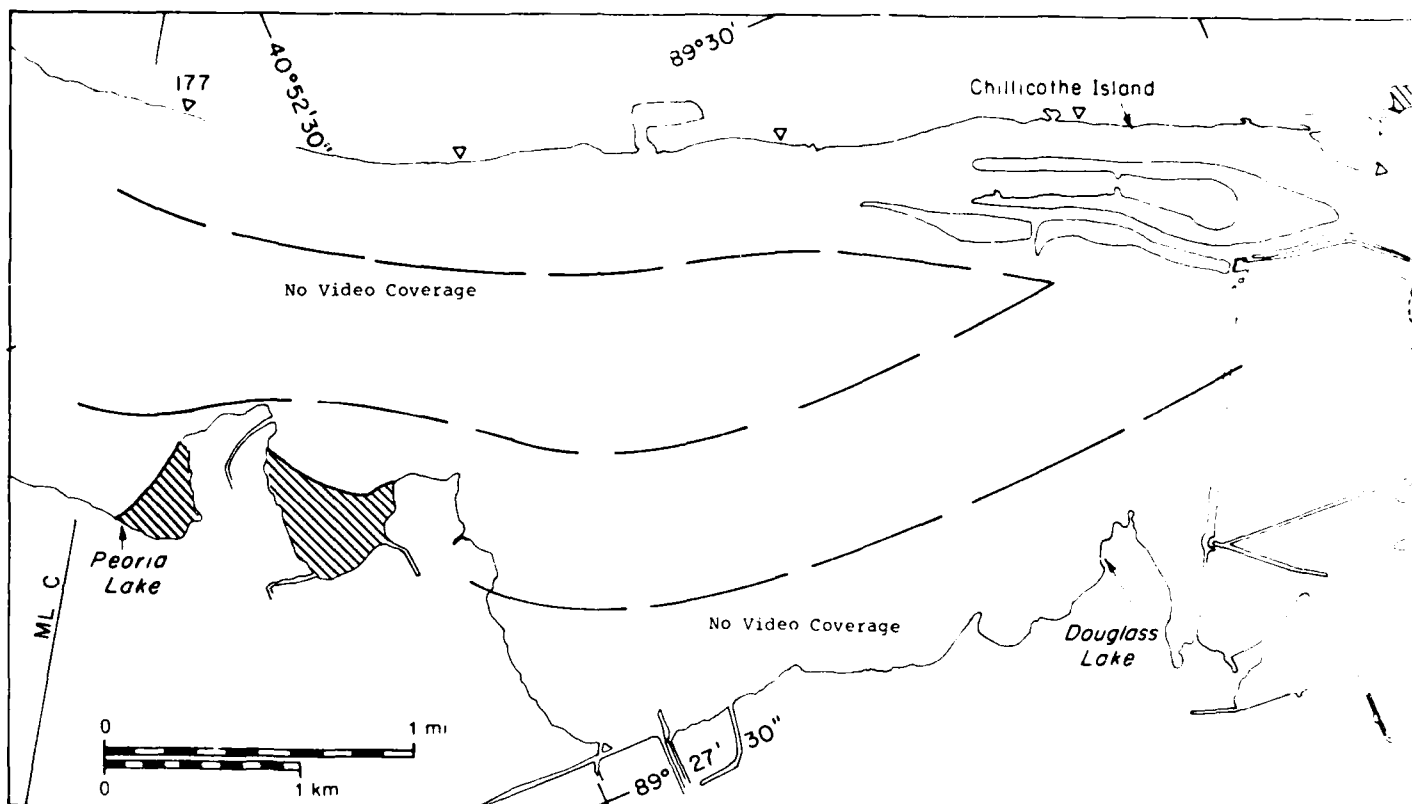 89°30'
40°52'30"
177
Chillicothe Island
No Video Coverage
Peoria
Lake
ML C
No Video Coverage
Douglass
Lake
0 1 mi
0 1 km
89° 27' 30"